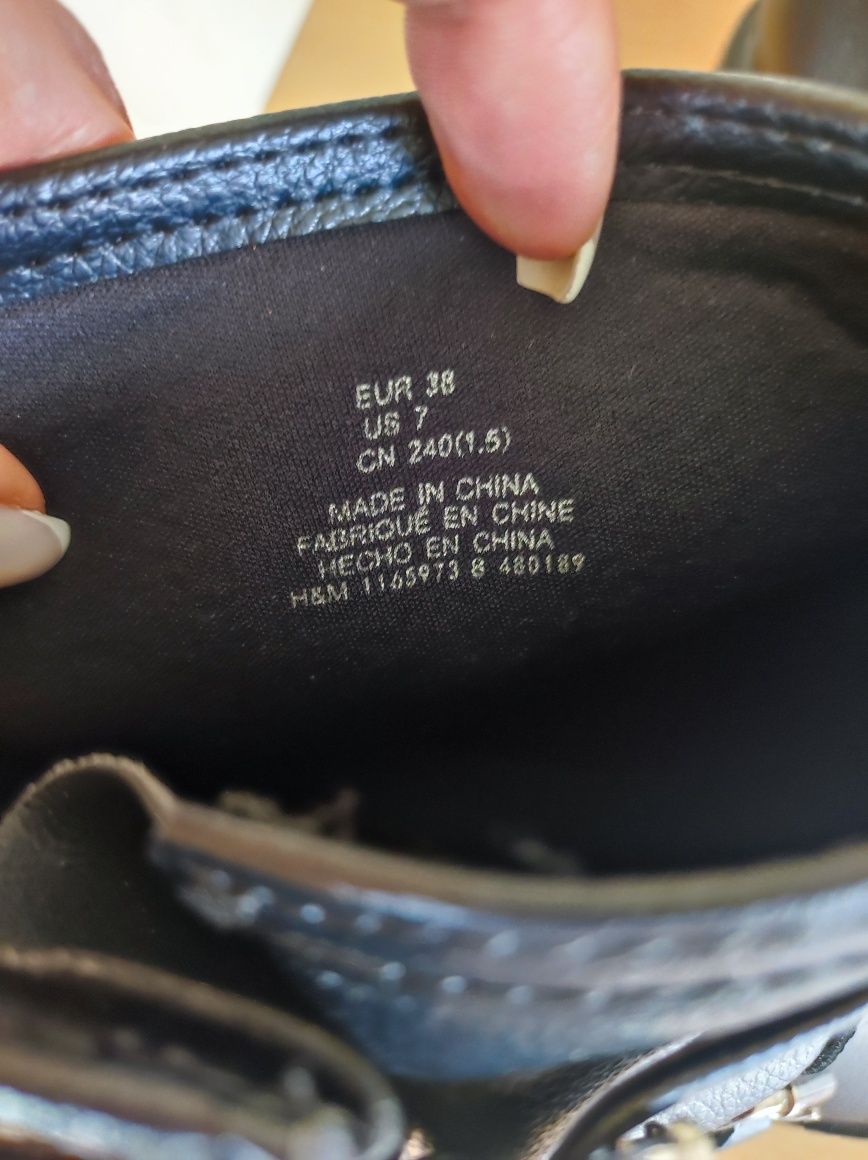 EUR 38
US 7
CN 240(1.5)
MADE IN CHINA
FABRIQUÉ EN CHINE
HECHO EN CHINA
H&M 1165973 8 480189